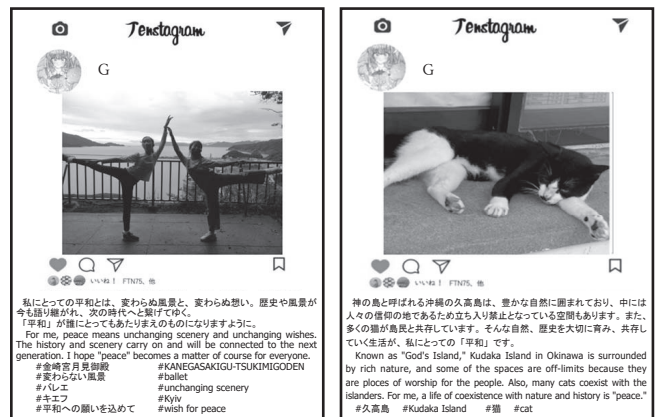 Tenstagram
G
いいね！ FTN75、他
私にとっての平和とは、変わらぬ風景と、変わらぬ想い。歴史や風景が
今も語り継がれ、次の時代へと繋げてゆく。
「平和」が誰にとってもあたりまえのものになりますように。
For me, peace means unchanging scenery and unchanging wishes.
The history and scenery carry on and will be connected to the next
generation. I hope "peace" becomes a matter of course for everyone.
#金崎宮月見御殿 #KANEGASAKIGU-TSUKIMIGODEN
#変わらない風景 #ballet
#バレエ #unchanging scenery
#キエフ #Kyiv
#平和への願いを込めて #wish for peace
Tenstagram
G
いいね！ FTN75、他
神の島と呼ばれる沖縄の久高島は、豊かな自然に囲まれており、中には
人々の信仰の地であるため立ち入り禁止となっている空間もあります。また、
多くの猫が島民と共存しています。そんな自然、歴史を大切に育み、共存し
ていく生活が、私にとっての「平和」です。
Known as "God's Island," Kudaka Island in Okinawa is surrounded
by rich nature, and some of the spaces are off-limits because they
are ploces of worship for the people. Also, many cats coexist with the
islanders. For me, a life of coexistence with nature and history is "peace."
#久高島 #Kudaka Island #猫 #cat